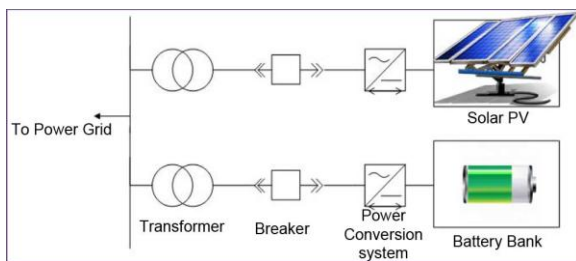 Solar PV
To Power Grid
Transformer
Breaker
Power
Conversion
system
Battery Bank